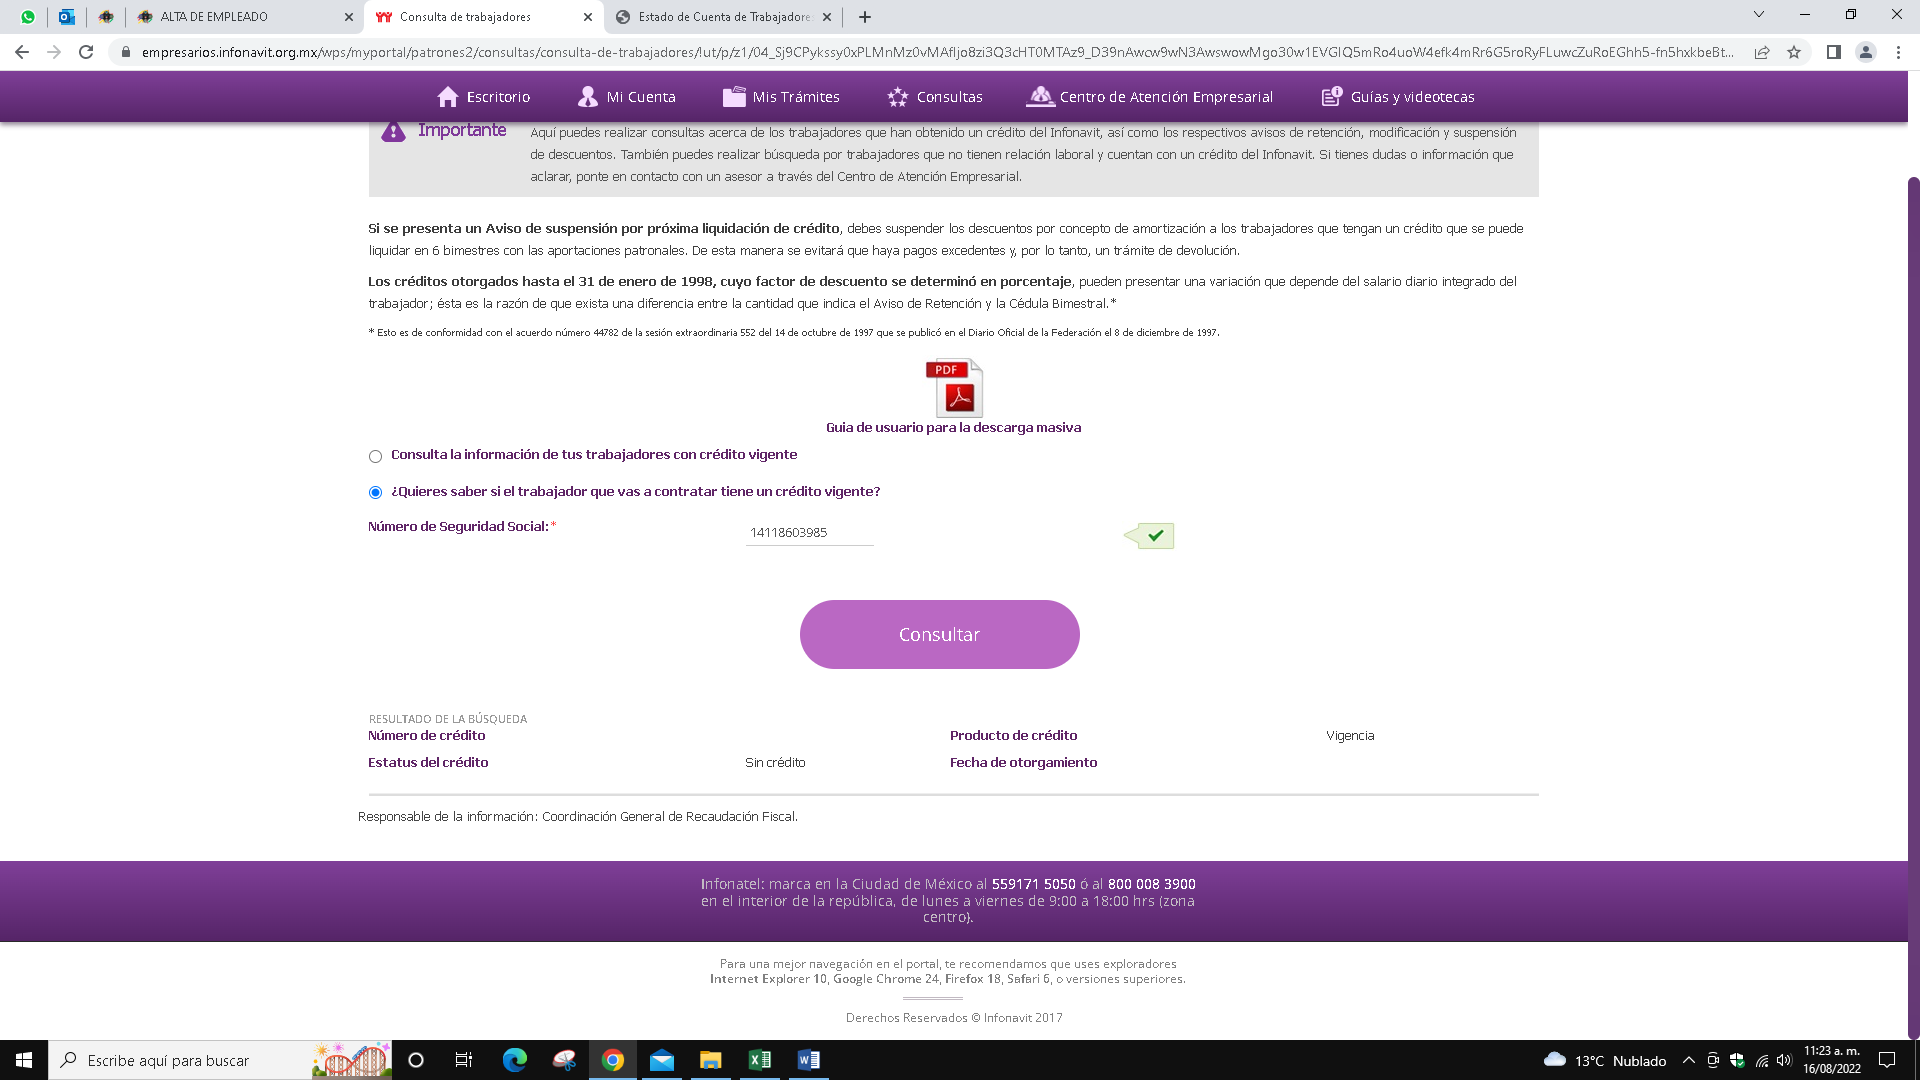 ALTA DE EMPLEADO
Consulta de trabajadores
Estado de Cuenta de Trabajadore
empresarios.infonavit.org.mx/wps/myportal/patrones2/consultas/consulta-de-trabajadores/!ut/p/z1/
Escritorio
Mi Cuenta
Mis Trámites
Consultas
Centro de Atención Empresarial
Guías y videotecas
Importante
Aquí puedes realizar consultas acerca de los trabajadores que han obtenido un crédito del Infonavit, así como los respectivos avisos de retención, modificación y suspensión
de descuentos. También puedes realizar búsqueda por trabajadores que no tienen relación laboral y cuentan con un crédito del Infonavit. Si tienes dudas o información que
aclarar, ponte en contacto con un asesor a través del Centro de Atención Empresarial.
Si se presenta un Aviso de suspensión por próxima liquidación de crédito, debes suspender los descuentos por concepto de amortización a los trabajadores que tengan un crédito que se puede
liquidar en 6 bimestres con las aportaciones patronales. De esta manera se evitará que haya pagos excedentes y, por lo tanto, un trámite de devolución.
Los créditos otorgados hasta el 31 de enero de 1998, cuyo factor de descuento se determinó en porcentaje, pueden presentar una variación que depende del salario diario integrado del
trabajador; ésta es la razón de que exista una diferencia entre la cantidad que indica el Aviso de Retención y la Cédula Bimestral.*
* Esto es de conformidad con el acuerdo número 44782 de la sesión extraordinaria 552 del 14 de octubre de 1997 que se publicó en el Diario Oficial de la Federación el 8 de diciembre de 1997.
PDF
Guia de usuario para la descarga masiva
Consulta la información de tus trabajadores con crédito vigente
¿Quieres saber si el trabajador que vas a contratar tiene un crédito vigente?
Número de Seguridad Social:*
14118603985
Consultar
RESULTADO DE LA BÚSQUEDA
Número de crédito
Producto de crédito
Vigencia
Estatus del crédito
Sin crédito
Fecha de otorgamiento
Responsable de la información: Coordinación General de Recaudación Fiscal.
Infonatel: marca en la Ciudad de México al 559171 5050 ó al 800 008 3900
en el interior de la república, de lunes a viernes de 9:00 a 18:00 hrs (zona
centro).
Para una mejor navegación en el portal, te recomendamos que uses exploradores
Internet Explorer 10, Google Chrome 24, Firefox 18, Safari 6, o versiones superiores.
Derechos Reservados © Infonavit 2017
Escribe aquí para buscar
13°C Nublado
11:23 a. m.
16/08/2022